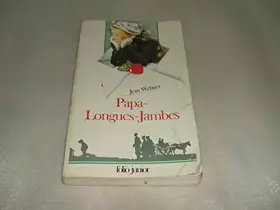 Jean Webster
Papa-
Longues-Jambes
folio junior